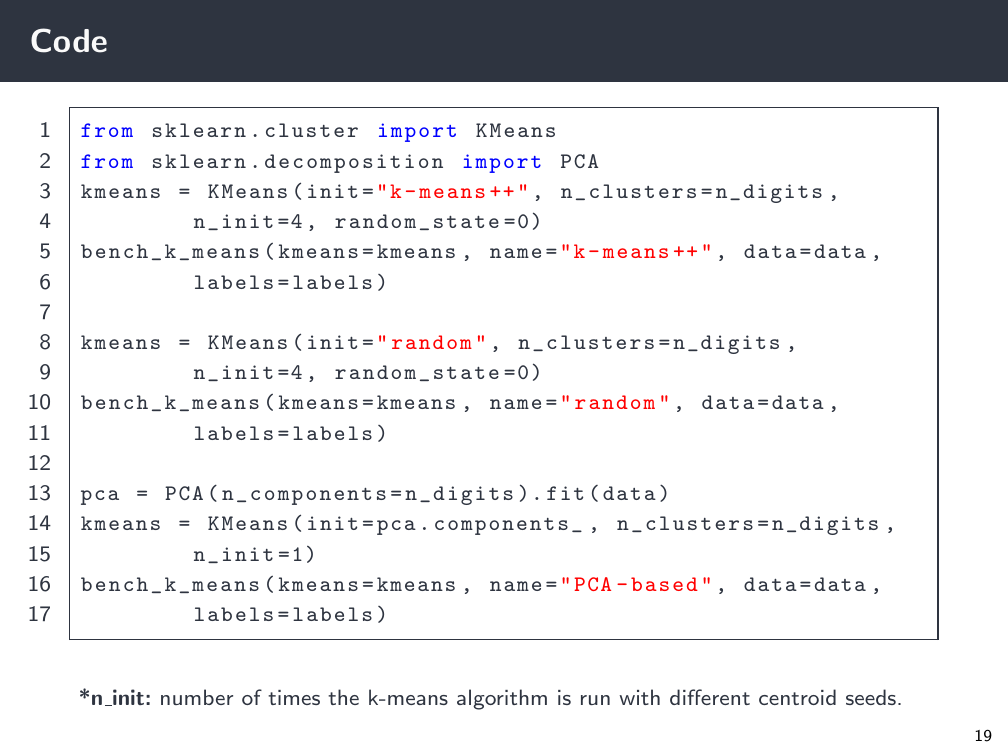 Code
1 from sklearn.cluster import KMeans
2 from sklearn.decomposition import PCA
3 kmeans = KMeans(init="k-means++", n_clusters=n_digits,
4         n_init=4, random_state=0)
5 bench_k_means(kmeans=kmeans, name="k-means++", data=data,
6         labels=labels)
7
8 kmeans = KMeans(init="random", n_clusters=n_digits,
9         n_init=4, random_state=0)
10 bench_k_means(kmeans=kmeans, name="random", data=data,
11         labels=labels)
12
13 pca = PCA(n_components=n_digits).fit(data)
14 kmeans = KMeans(init=pca.components_, n_clusters=n_digits,
15         n_init=1)
16 bench_k_means(kmeans=kmeans, name="PCA-based", data=data,
17         labels=labels)
*n_init: number of times the k-means algorithm is run with different centroid seeds.
19